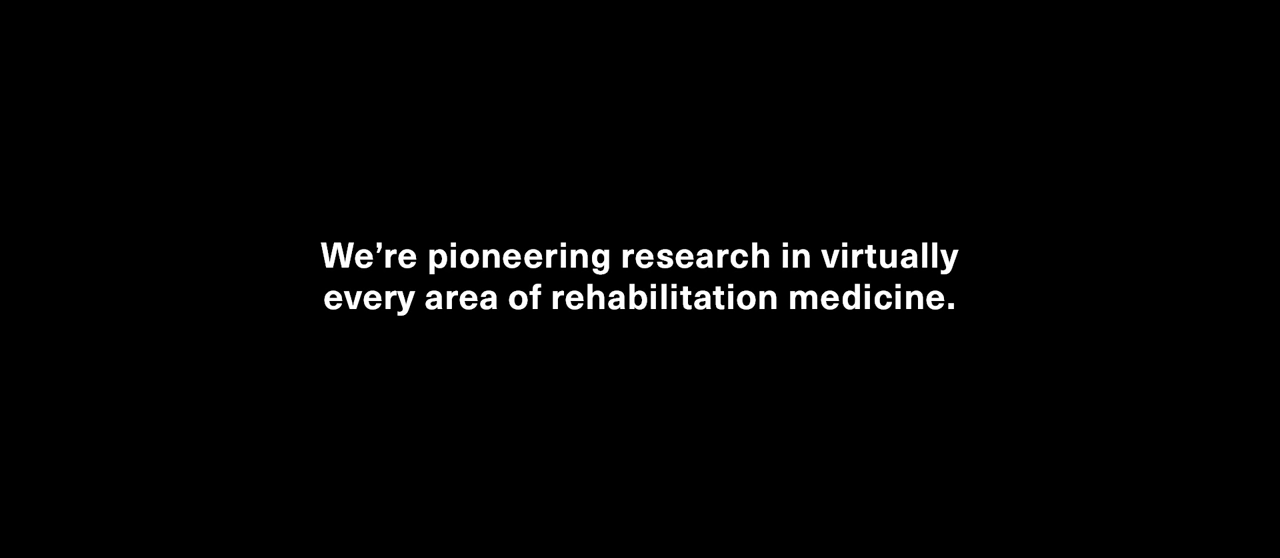 We’re pioneering research in virtually
every area of rehabilitation medicine.